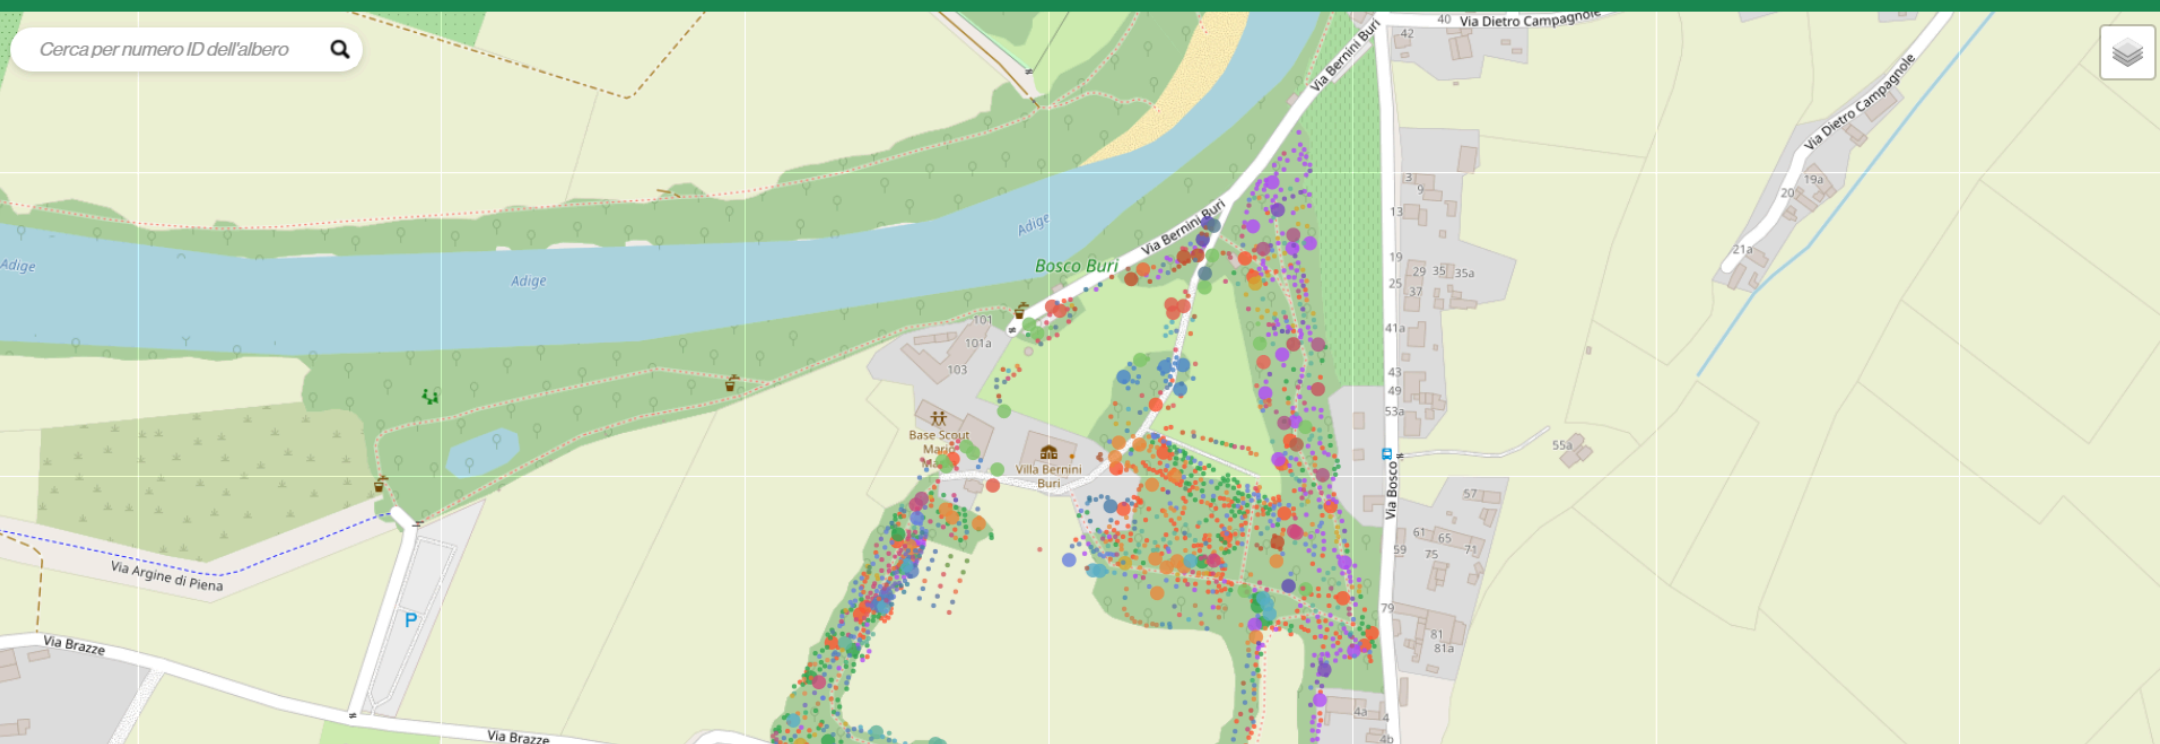 Cerca per numero ID dell'albero
40
Via Dietro Campagnole
42
Via Bernini Buri
Via Dietro Campagnole
3
9
19a
20
13
Adige
Via Bernini Buri
21a
19
29
35
35a
Adige
Bosco Buri
25
37
Adige
101
41a
101a
103
43
49
53a
Base Scout
Mario
55a
Villa Bernini
Buri
Via Bosco
57
61
65
59
75
71
Via Argine di Piena
79
P
81
81a
Via Brazze
4a
4
Via Brazze
4b